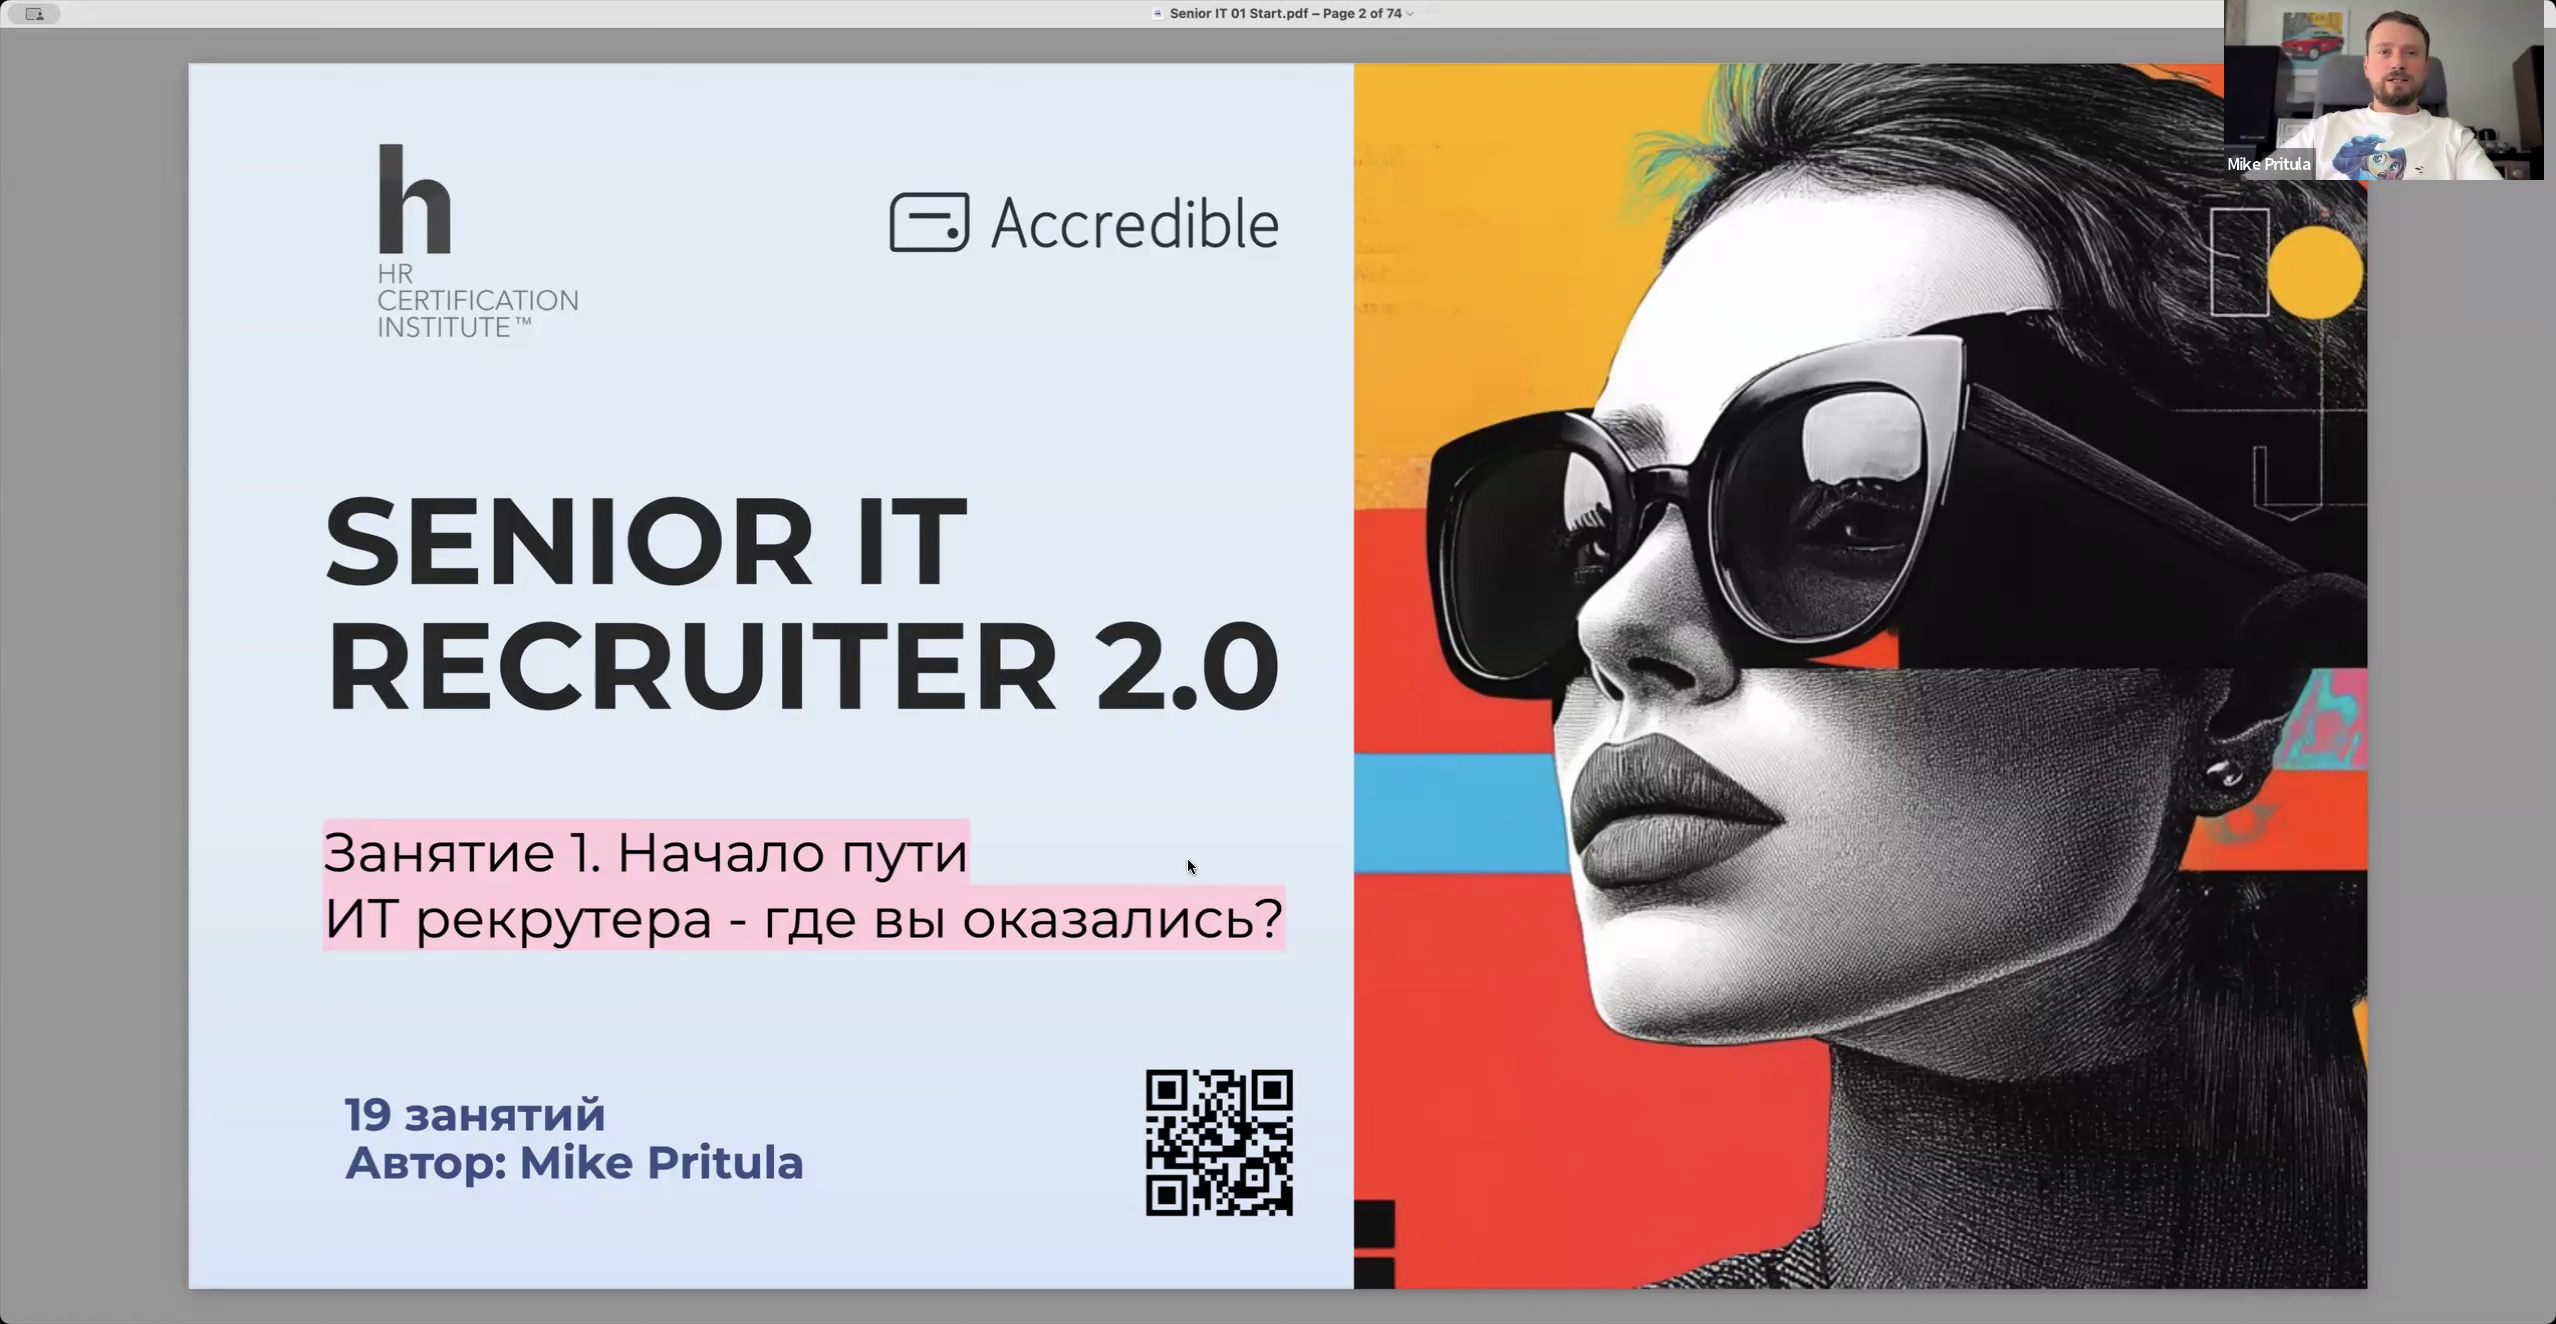 Senior IT 01 Start.pdf – Page 2 of 74
Mike Pritula
h
HR
CERTIFICATION
INSTITUTE™
Accredible
SENIOR IT
RECRUITER 2.0
Занятие 1. Начало пути
ИТ рекрутера - где вы оказались?
19 занятий
Автор: Mike Pritula